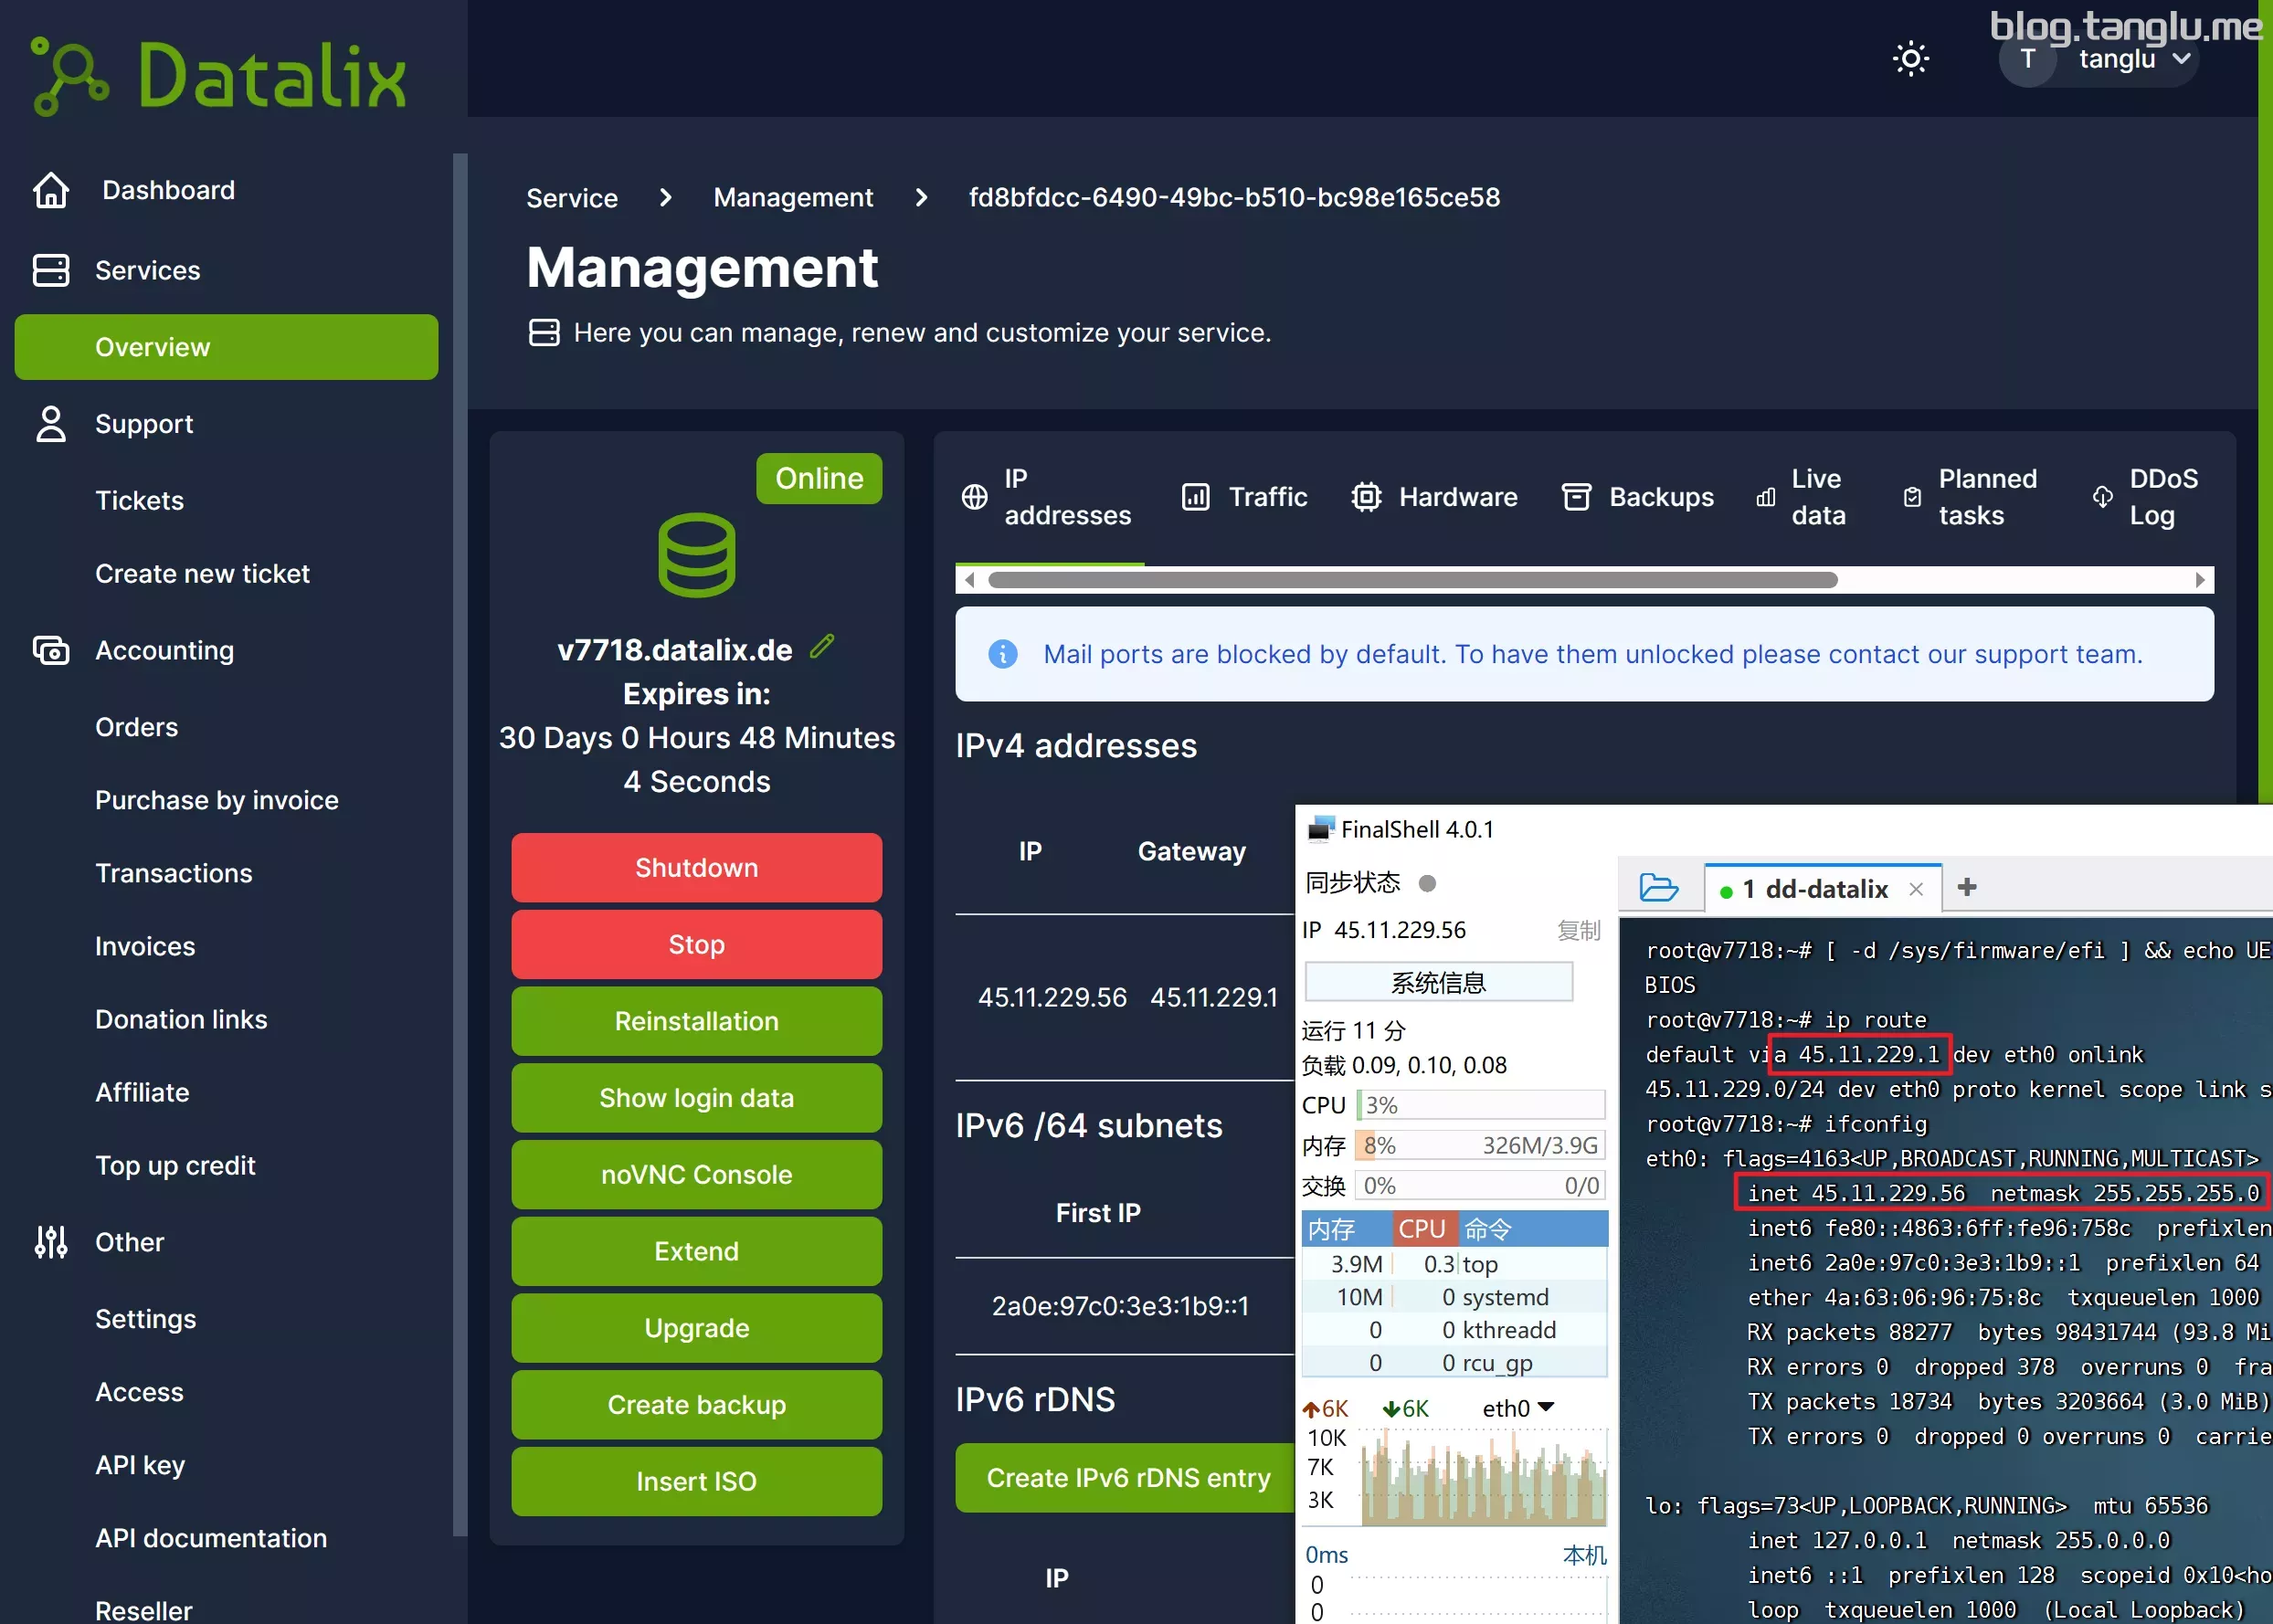 blog.tanglu.me
Datalix
T tanglu
Dashboard
Services
Overview
Support
Tickets
Create new ticket
Accounting
Orders
Purchase by invoice
Transactions
Invoices
Donation links
Affiliate
Top up credit
Other
Settings
Access
API key
API documentation
Reseller
Service > Management > fd8bfdcc-6490-49bc-b510-bc98e165ce58
Management
Here you can manage, renew and customize your service.
Online
v7718.datalix.de
Expires in:
30 Days 0 Hours 48 Minutes
4 Seconds
Shutdown
Stop
Reinstallation
Show login data
noVNC Console
Extend
Upgrade
Create backup
Insert ISO
IP addresses
Traffic
Hardware
Backups
Live data
Planned tasks
DDoS Log
Mail ports are blocked by default. To have them unlocked please contact our support team.
IPv4 addresses
IP Gateway
45.11.229.56 45.11.229.1
IPv6 /64 subnets
First IP
2a0e:97c0:3e3:1b9::1
IPv6 rDNS
Create IPv6 rDNS entry
IP
FinalShell 4.0.1
同步状态
IP 45.11.229.56 复制
系统信息
运行 11 分
负载 0.09, 0.10, 0.08
CPU 3%
内存 8% 326M/3.9G
交换 0% 0/0
内存 CPU 命令
3.9M 0.3 top
10M 0 systemd
0 0 kthreadd
0 0 rcu_gp
6K 6K eth0
10K
7K
3K
0ms 本机
0
0
1 dd-datalix
root@v7718:~# [ -d /sys/firmware/efi ] && echo UE
BIOS
root@v7718:~# ip route
default via 45.11.229.1 dev eth0 onlink
45.11.229.0/24 dev eth0 proto kernel scope link s
root@v7718:~# ifconfig
eth0: flags=4163<UP,BROADCAST,RUNNING,MULTICAST>
inet 45.11.229.56 netmask 255.255.255.0
inet6 fe80::4863:6ff:fe96:758c prefixlen
inet6 2a0e:97c0:3e3:1b9::1 prefixlen 64
ether 4a:63:06:96:75:8c txqueuelen 1000
RX packets 88277 bytes 98431744 (93.8 Mi
RX errors 0 dropped 378 overruns 0 fra
TX packets 18734 bytes 3203664 (3.0 MiB)
TX errors 0 dropped 0 overruns 0 carrie
lo: flags=73<UP,LOOPBACK,RUNNING> mtu 65536
inet 127.0.0.1 netmask 255.0.0.0
inet6 ::1 prefixlen 128 scopeid 0x10<ho
loop txqueuelen 1000 (Local Loopback)